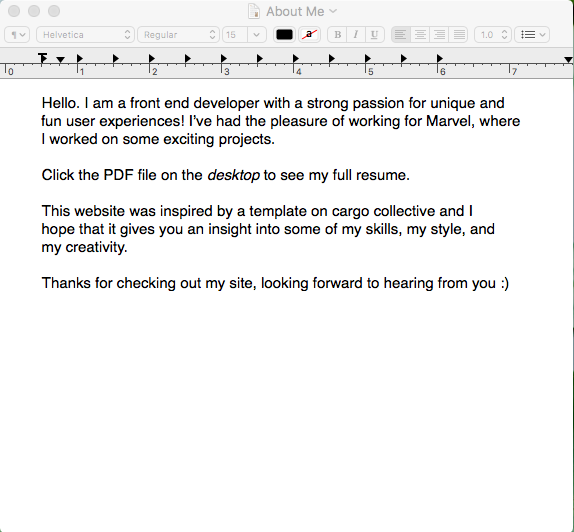 About Me
¶ Helvetica Regular 15 a B I U 1.0
0 1 2 3 4 5 6 7
Hello. I am a front end developer with a strong passion for unique and
fun user experiences! I've had the pleasure of working for Marvel, where
I worked on some exciting projects.
Click the PDF file on the desktop to see my full resume.
This website was inspired by a template on cargo collective and I
hope that it gives you an insight into some of my skills, my style, and
my creativity.
Thanks for checking out my site, looking forward to hearing from you :)